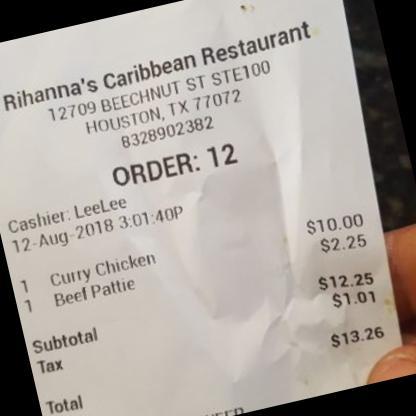 Rihanna's Caribbean Restaurant
12709 BEECHNUT ST STE100
HOUSTON, TX 77072
8328902382
ORDER: 12
Cashier: LeeLee
12-Aug-2018 3:01:40P
1 Curry Chicken $10.00
1 Beef Pattie $2.25
Subtotal $12.25
Tax $1.01
Total $13.26